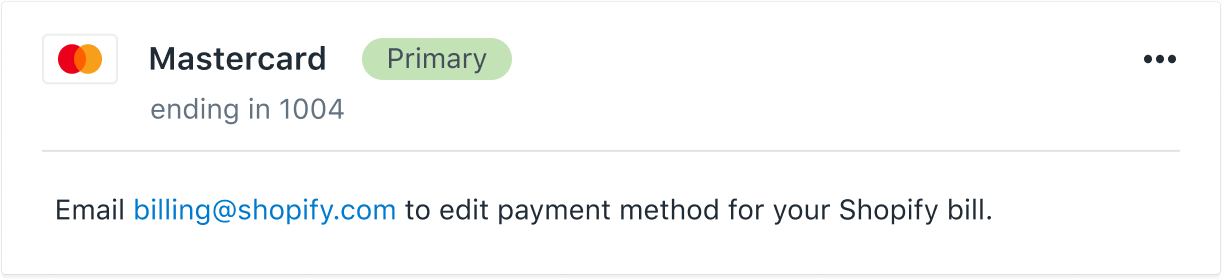 Mastercard Primary
ending in 1004
Email billing@shopify.com to edit payment method for your Shopify bill.